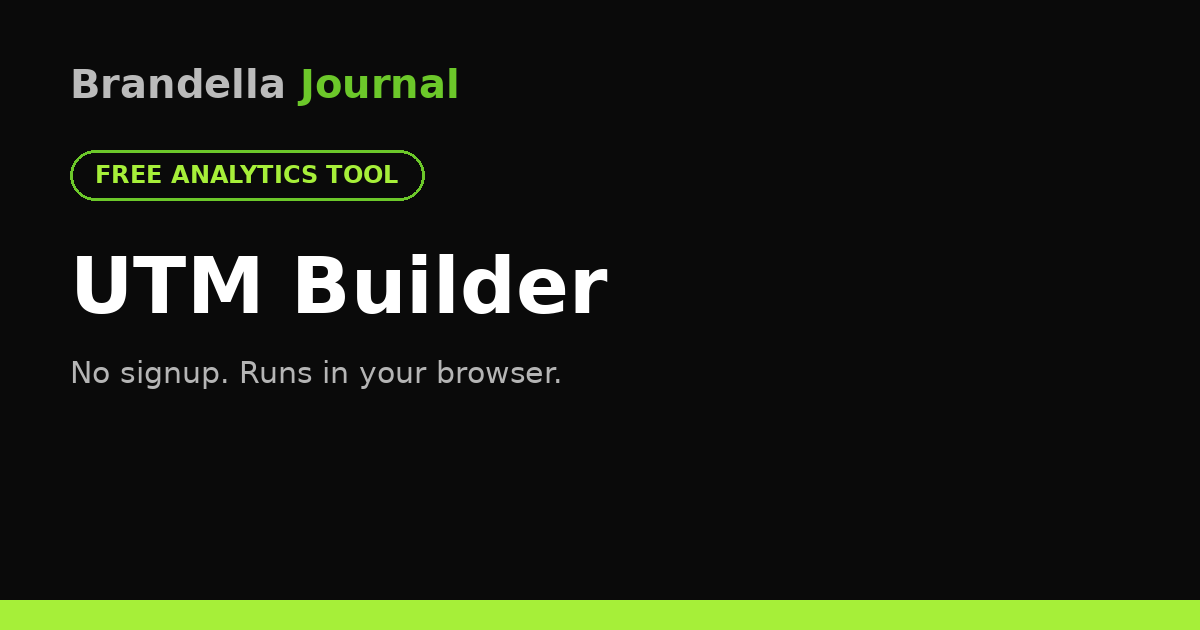 Brandella Journal
FREE ANALYTICS TOOL
UTM Builder
No signup. Runs in your browser.